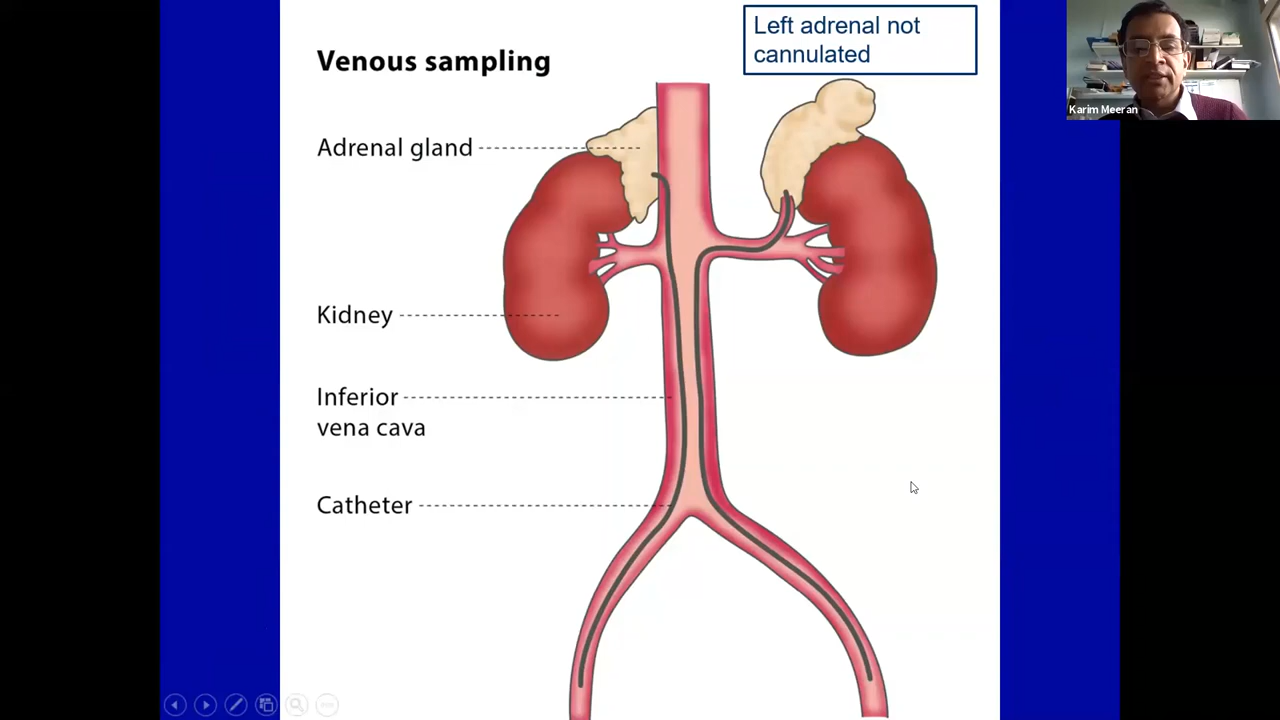 Left adrenal not
cannulated
Venous sampling
Karim Meeran
Adrenal gland
Kidney
Inferior
vena cava
Catheter